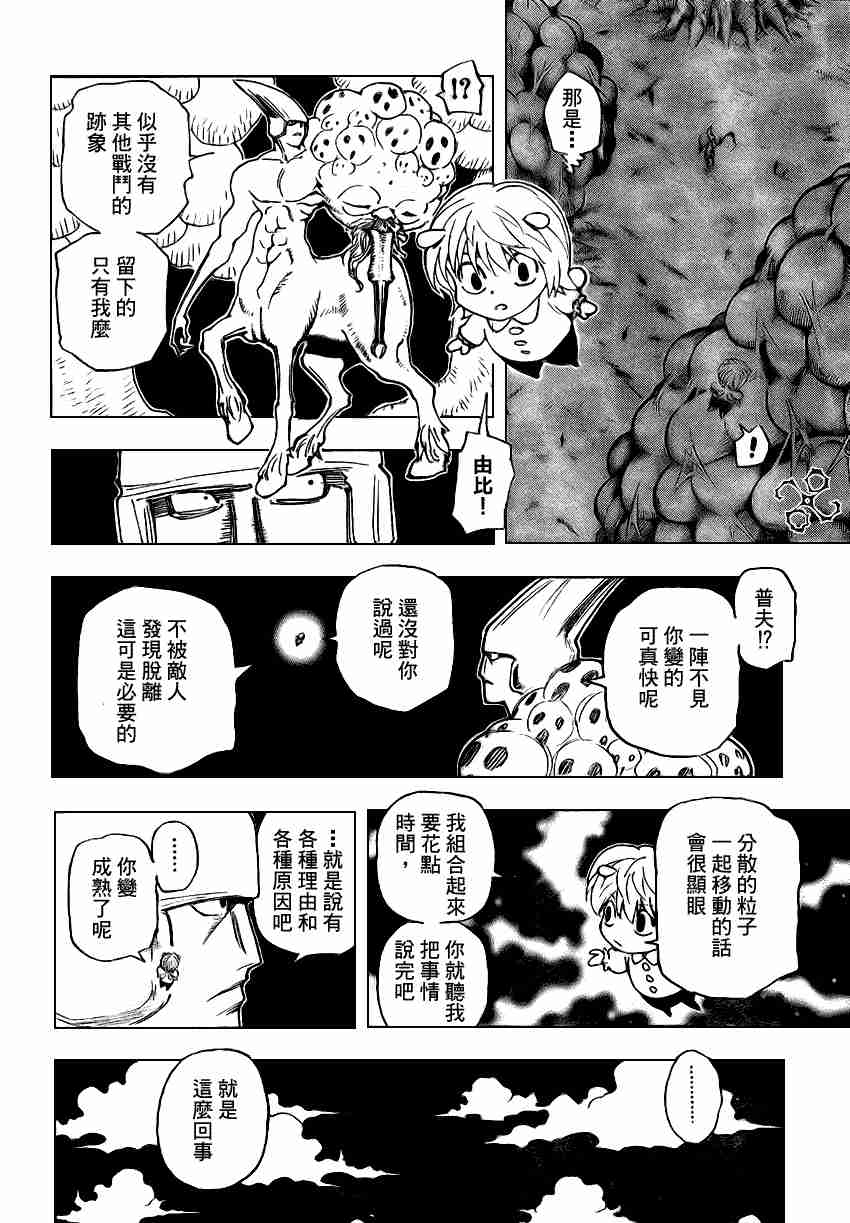 那是…
!
!?
似乎沒有
其他戰鬥的
跡象
留下的
只有我麼
由比!
普夫!?
一陣不見
你變的
可真快呢
還沒對你
說過呢
不被敵人
發現脫離
這可是必要的
分散的粒子
一起移動的話
會很顯眼
我組合起來
要花點
時間，
你就聽我
把事情
說完吧
…就是說有
各種理由和
各種原因吧
……
你變
成熟了呢
………
就是
這麼回事